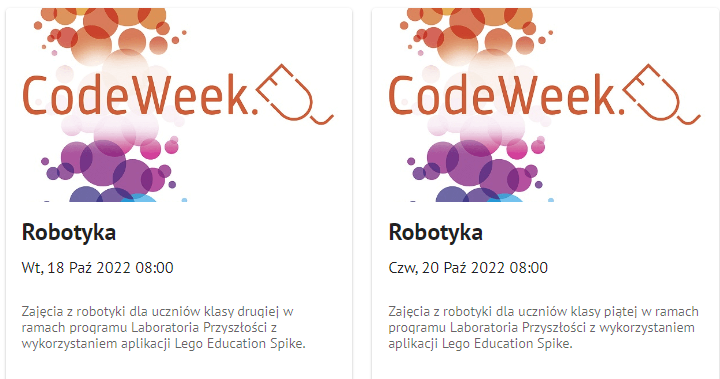 CodeWeek.
Robotyka
Wt, 18 Paź 2022 08:00
Zajęcia z robotyki dla uczniów klasy drugiej w
ramach programu Laboratoria Przyszłości z
wykorzystaniem aplikacji Lego Education Spike.
CodeWeek.
Robotyka
Czw, 20 Paź 2022 08:00
Zajęcia z robotyki dla uczniów klasy piątej w ramach
programu Laboratoria Przyszłości z wykorzystaniem
aplikacji Lego Education Spike.